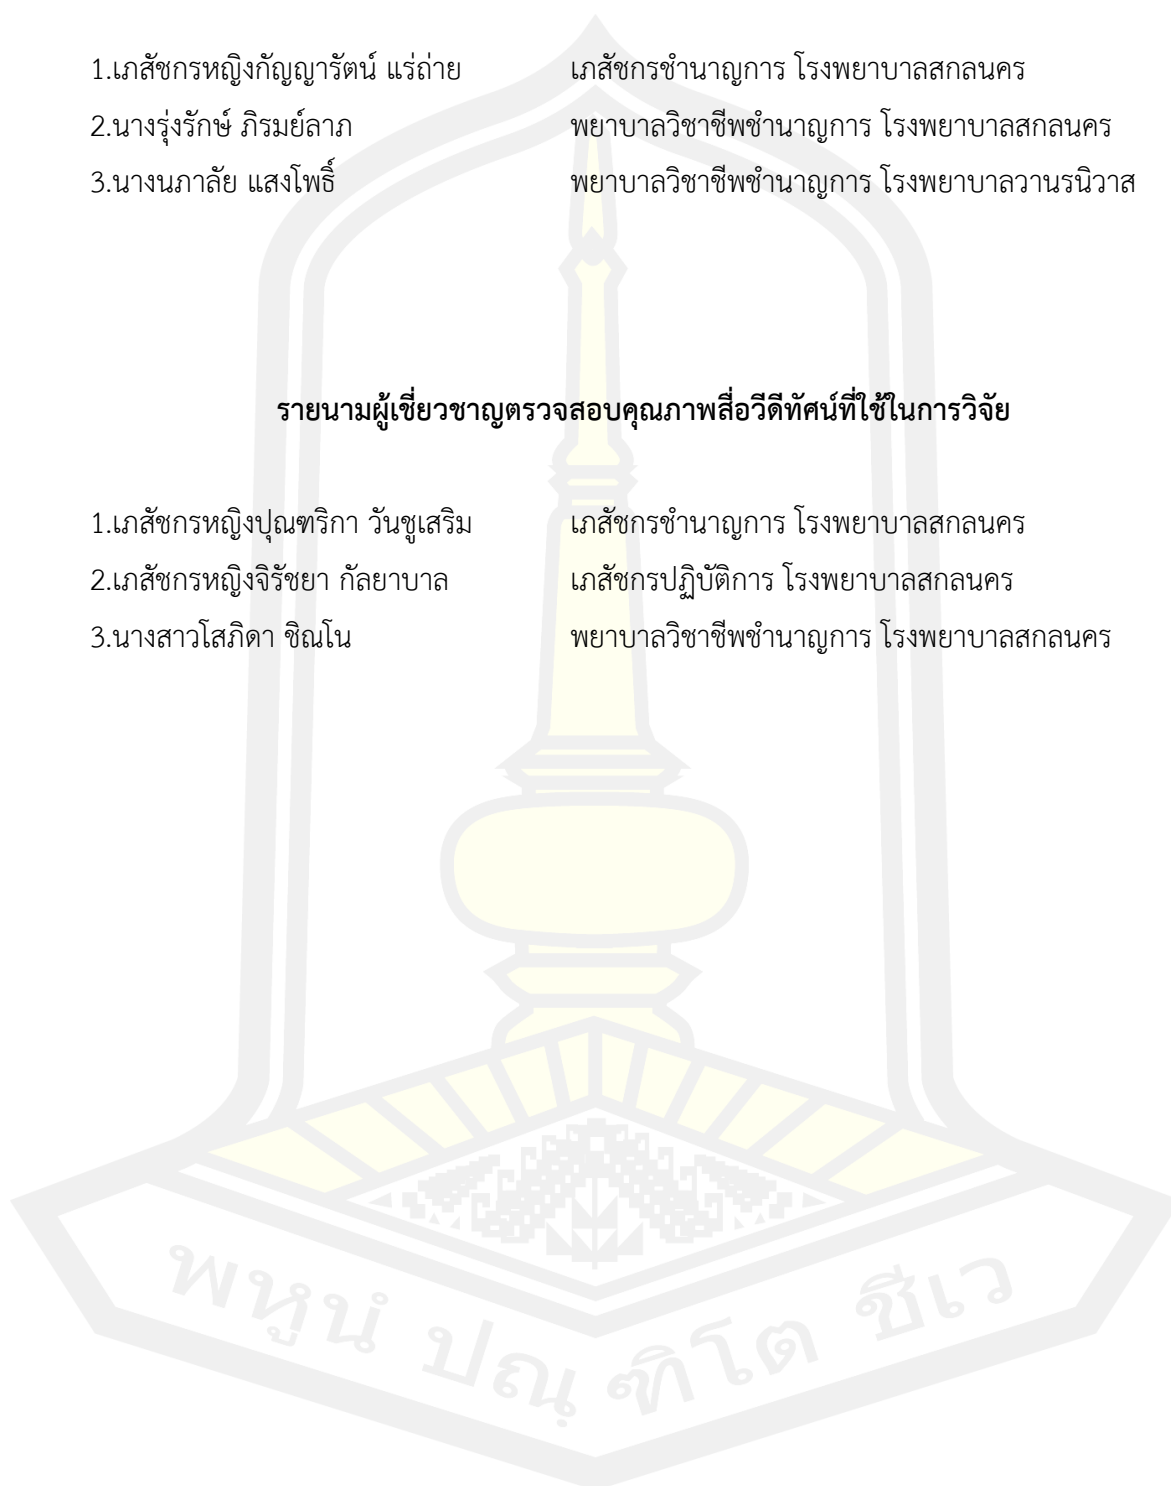 1.เภสัชกรหญิงกัญญารัตน์ แร่ถ่าย เภสัชกรชำนาญการ โรงพยาบาลสกลนคร
2.นางรุ่งรักษ์ ภิรมย์ลาภ พยาบาลวิชาชีพชำนาญการ โรงพยาบาลสกลนคร
3.นางนภาลัย แสงโพธิ์ พยาบาลวิชาชีพชำนาญการ โรงพยาบาลวานรนิวาส
รายนามผู้เชี่ยวชาญตรวจสอบคุณภาพสื่อวีดีทัศน์ที่ใช้ในการวิจัย
1.เภสัชกรหญิงปุณฑริกา วันชูเสริม เภสัชกรชำนาญการ โรงพยาบาลสกลนคร
2.เภสัชกรหญิงจิรัชยา กัลยาบาล เภสัชกรปฏิบัติการ โรงพยาบาลสกลนคร
3.นางสาวโสภิดา ชิณโน พยาบาลวิชาชีพชำนาญการ โรงพยาบาลสกลนคร
พหูนํ ปณฺ ฑิโต ชีเว